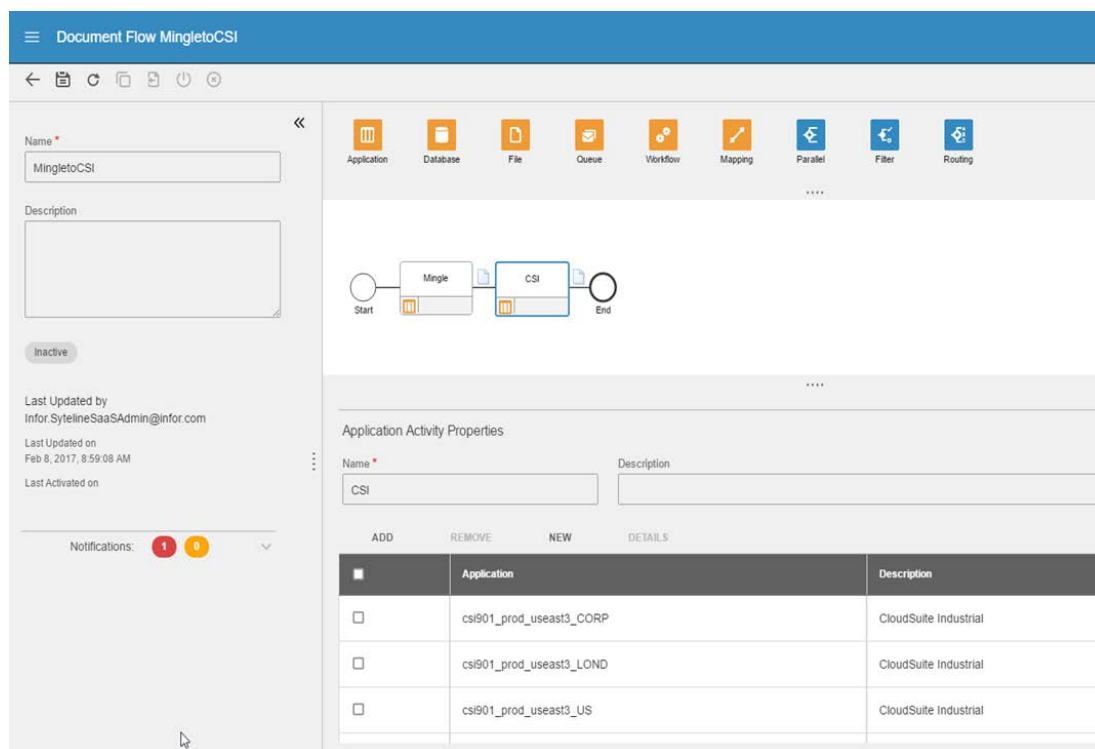 Document Flow MingletoCSI
Name *
MingletoCSI
Description
Inactive
Last Updated by
Infor.SytelineSaaSAdmin@infor.com
Last Updated on
Feb 8, 2017, 8:59:08 AM
Last Activated on
Notifications: 1 0
Application Database File Queue Workflow Mapping Parallel Filter Routing
Mingle CSI
Start End
Application Activity Properties
Name * Description
CSI
ADD REMOVE NEW DETAILS
Application Description
csi901_prod_useast3_CORP CloudSuite Industrial
csi901_prod_useast3_LOND CloudSuite Industrial
csi901_prod_useast3_US CloudSuite Industrial